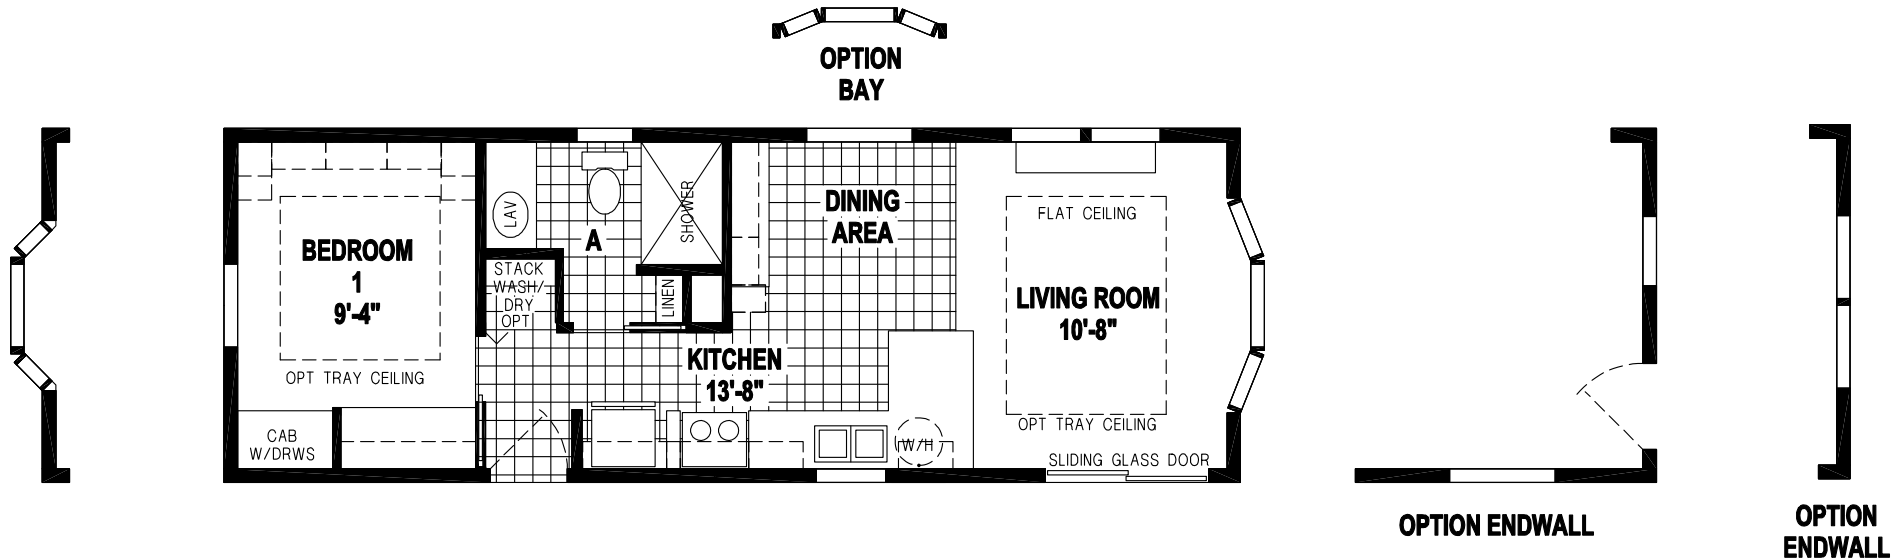 OPTION
BAY
BEDROOM
1
9'-4"
OPT TRAY CEILING
CAB
W/DRWS
LAV
A
SHOWER
STACK
WASH/
DRY
OPT
LINEN
KITCHEN
13'-8"
DINING
AREA
W/H
FLAT CEILING
LIVING ROOM
10'-8"
OPT TRAY CEILING
SLIDING GLASS DOOR
OPTION ENDWALL
OPTION
ENDWALL